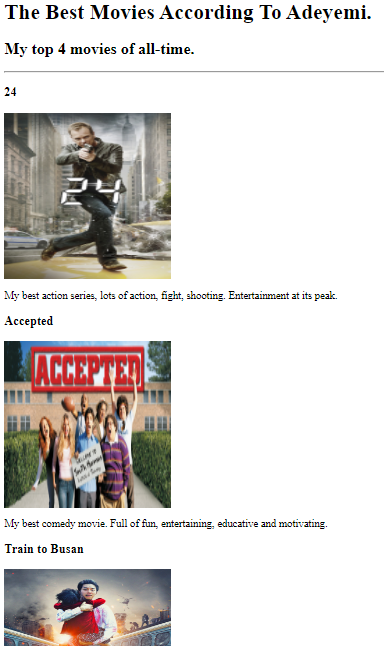 The Best Movies According To Adeyemi.
My top 4 movies of all-time.
24
24
My best action series, lots of action, fight, shooting. Entertainment at its peak.
Accepted
ACCEPTED
WELCOME TO
My best comedy movie. Full of fun, entertaining, educative and motivating.
Train to Busan